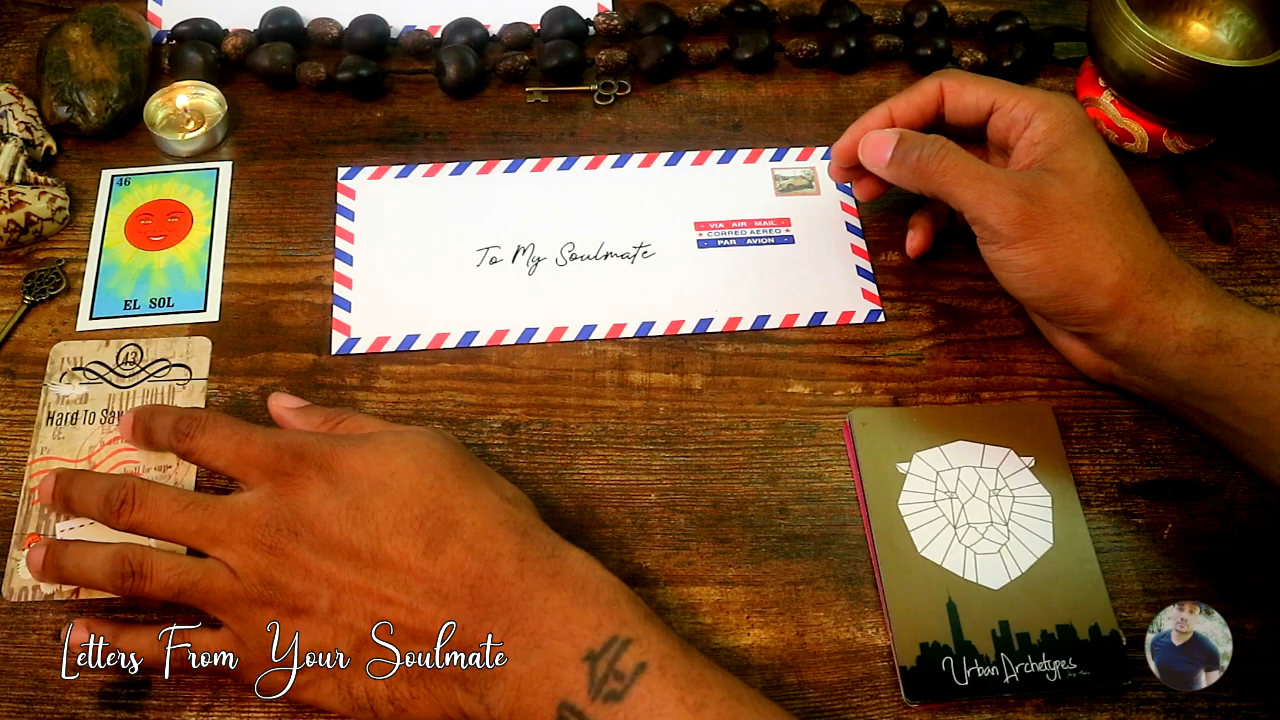 VIA AIR MAIL
CORREO AEREO
PAR AVION
To My Soulmate
46
EL SOL
43
Hard To Say
Letters From Your Soulmate
Urban Archetypes